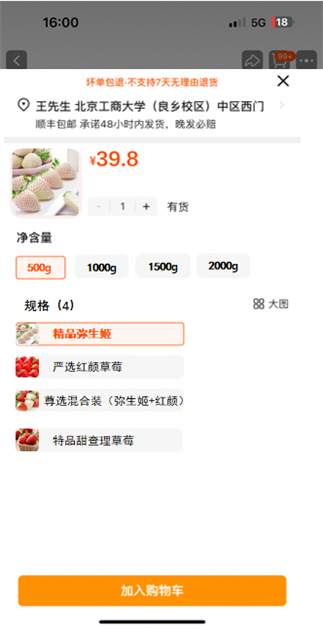 16:00 5G 18
99+
坏单包退·不支持7天无理由退货
王先生 北京工商大学（良乡校区）中区西门
顺丰包邮 承诺48小时内发货，晚发必赔
¥39.8
- 1 + 有货
净含量
500g 1000g 1500g 2000g
规格（4） 大图
精品弥生姬
严选红颜草莓
尊选混合装（弥生姬+红颜）
特品甜查理草莓
加入购物车